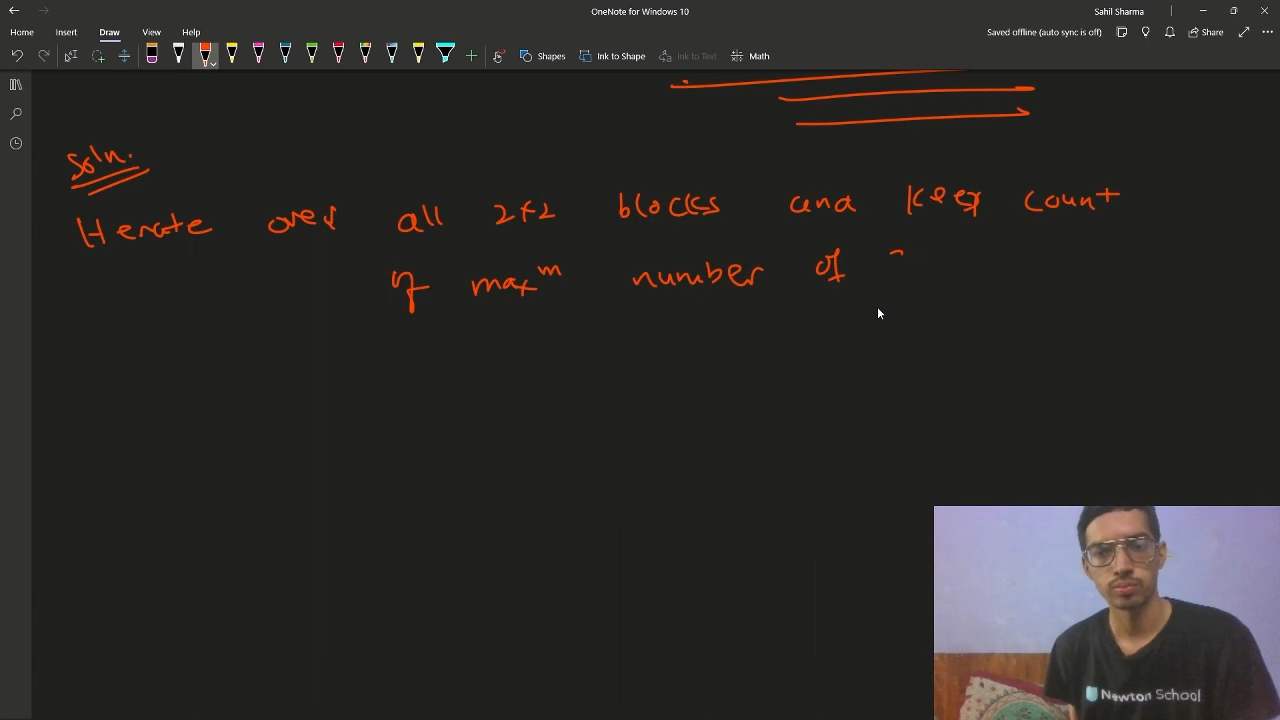 OneNote for Windows 10
Sahil Sharma
Home Insert Draw View Help
Saved offline (auto sync is off)
Share
Shapes Ink to Shape Ink to Text Math
Soln.
Iterate over all 2x2 blocks and keep count
of maxᵐ number of
Newton School